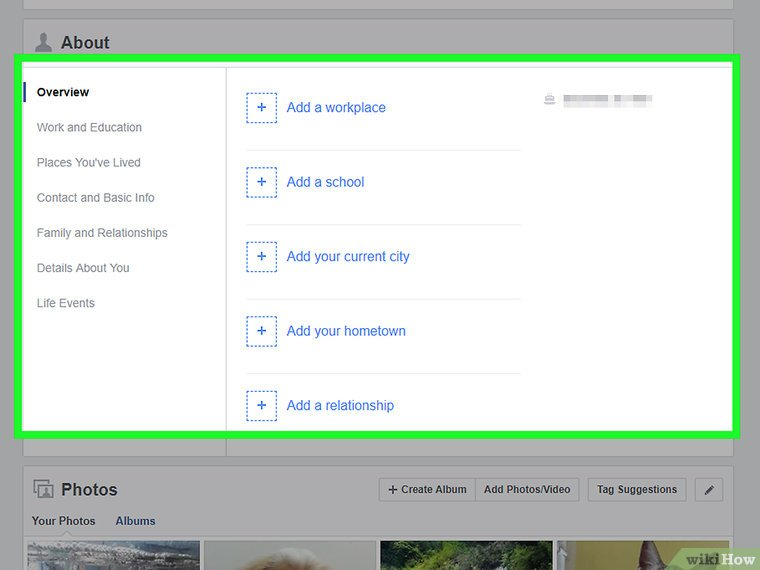 About
Overview
Work and Education
Places You've Lived
Contact and Basic Info
Family and Relationships
Details About You
Life Events
+ Add a workplace
+ Add a school
+ Add your current city
+ Add your hometown
+ Add a relationship
Photos
+ Create Album
Add Photos/Video
Tag Suggestions
Your Photos
Albums
wikiHow